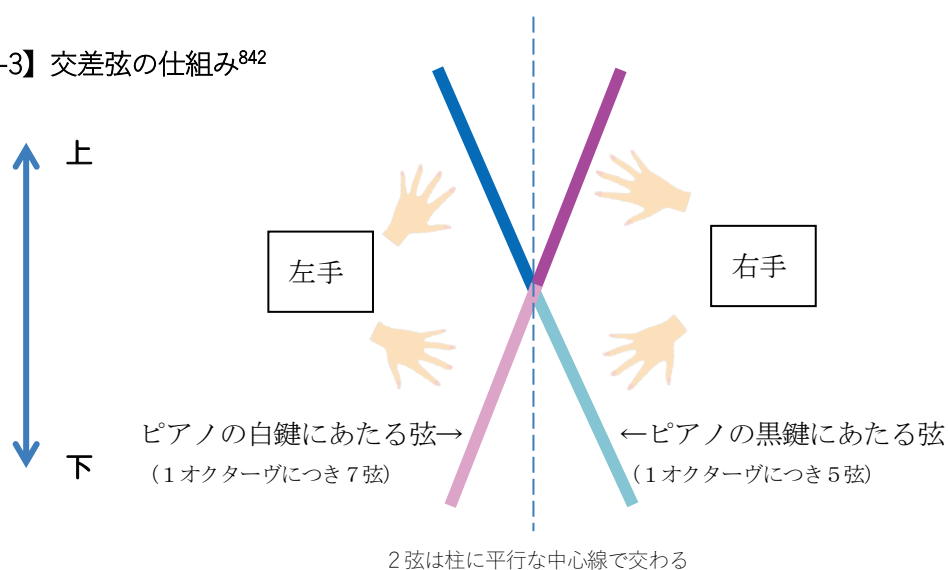 -3】交差弦の仕組み842
上
左手
右手
ピアノの白鍵にあたる弦→
←ピアノの黒鍵にあたる弦
（１オクターヴにつき７弦）
（１オクターヴにつき５弦）
下
２弦は柱に平行な中心線で交わる